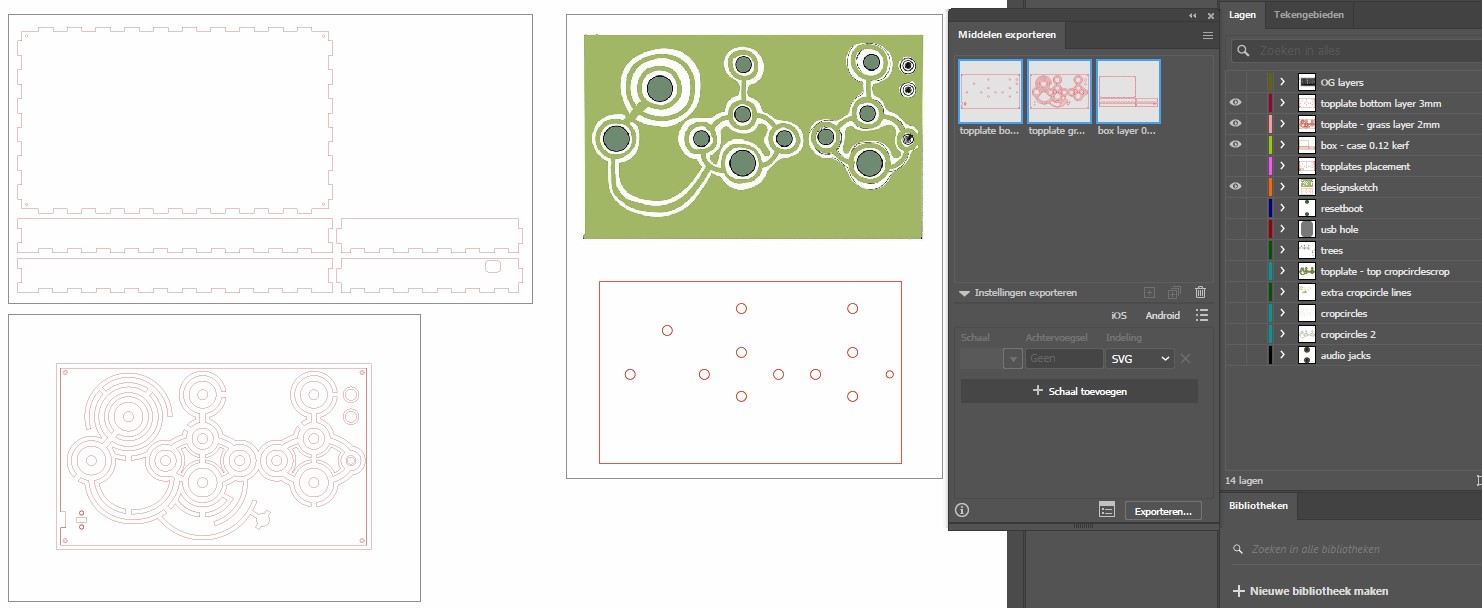 Middelen exporteren
topplate bo...
topplate gr...
box layer 0...
Instellingen exporteren
iOS
Android
Schaal
Achtervoegsel
Indeling
Geen
SVG
Schaal toevoegen
Exporteren...
Lagen
Tekengebieden
Zoeken in alles
OG layers
topplate bottom layer 3mm
topplate - grass layer 2mm
box - case 0.12 kerf
topplates placement
designsketch
resetboot
usb hole
trees
topplate - top cropcirclescrop
extra cropcircle lines
cropcircles
cropcircles 2
audio jacks
14 lagen
Bibliotheken
Zoeken in alle bibliotheken
Nieuwe bibliotheek maken